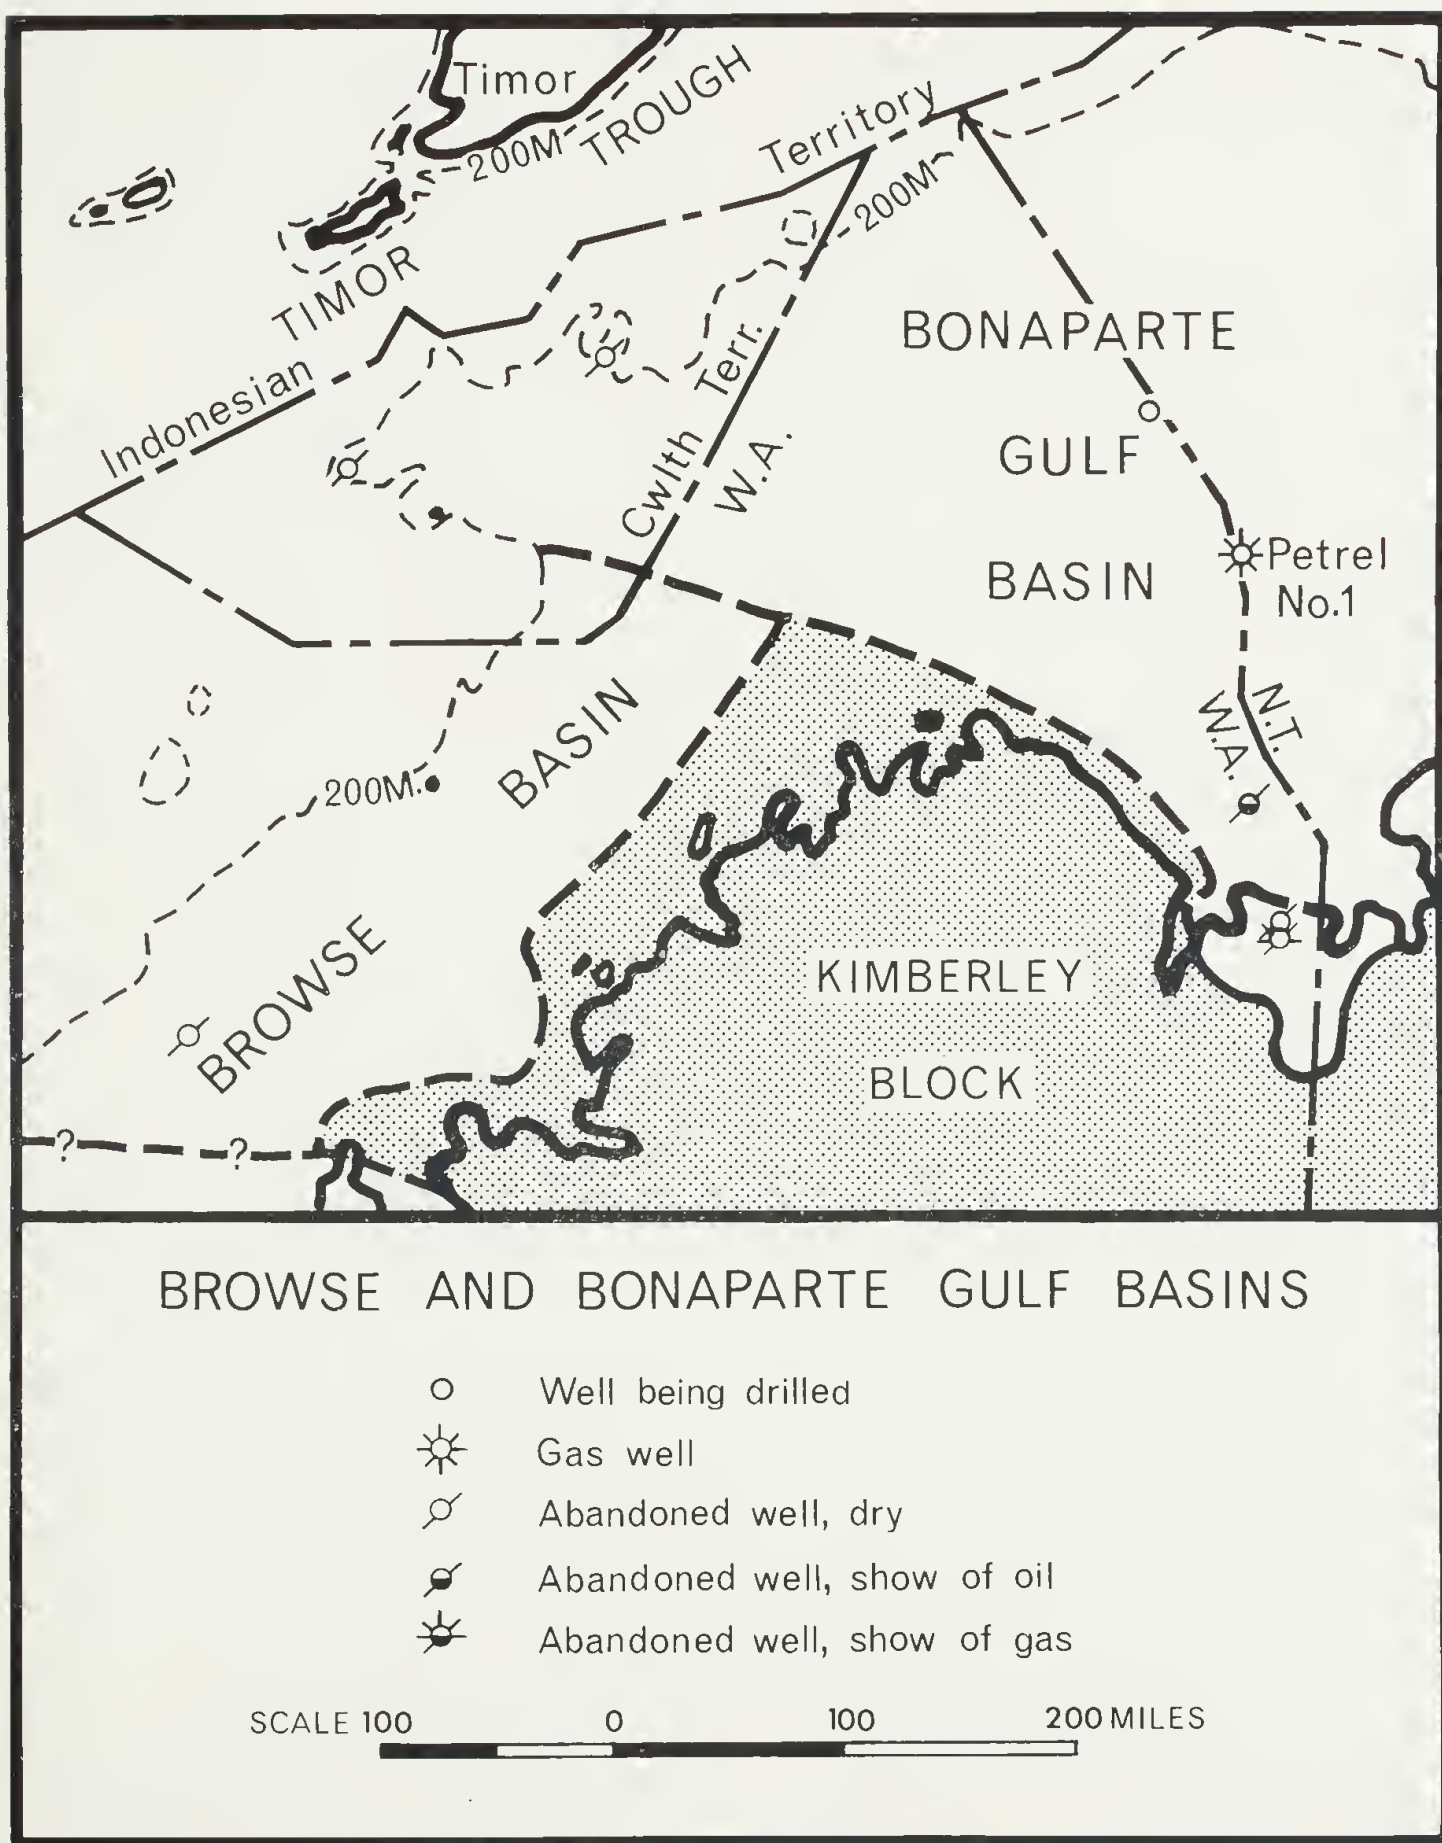 Timor
TROUGH
200M
TIMOR
Indonesian
Territory
200M
Cwlth Terr.
W.A.
BONAPARTE
GULF
BASIN
Petrel
No.1
N.T.
W.A.
200M
BROWSE
BASIN
KIMBERLEY
BLOCK
?
?
BROWSE AND BONAPARTE GULF BASINS
Well being drilled
Gas well
Abandoned well, dry
Abandoned well, show of oil
Abandoned well, show of gas
SCALE 100 0 100 200 MILES